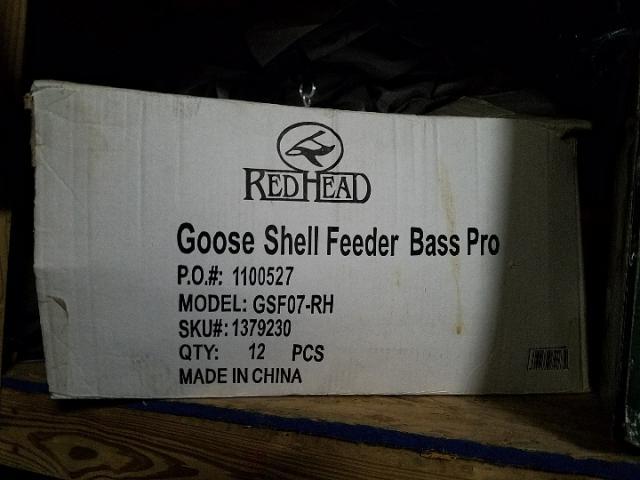 REDHEAD
Goose Shell Feeder Bass Pro
P.O.#: 1100527
MODEL: GSF07-RH
SKU#: 1379230
QTY: 12 PCS
MADE IN CHINA